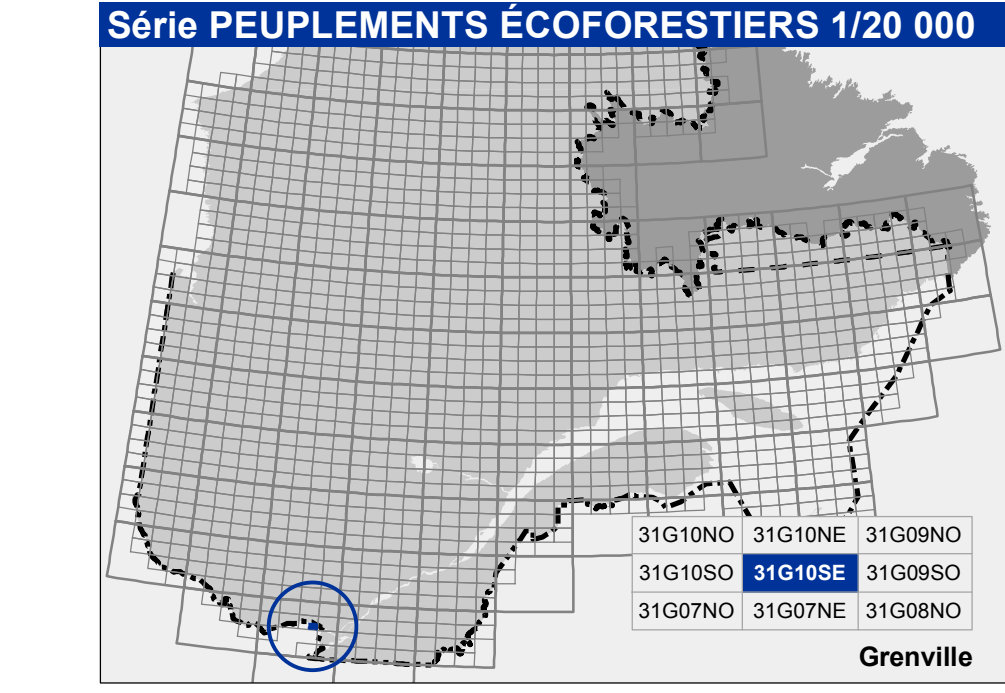 Série PEUPLEMENTS ÉCOFORESTIERS 1/20 000
31G10NO 31G10NE 31G09NO
31G10SO 31G10SE 31G09SO
31G07NO 31G07NE 31G08NO
Grenville